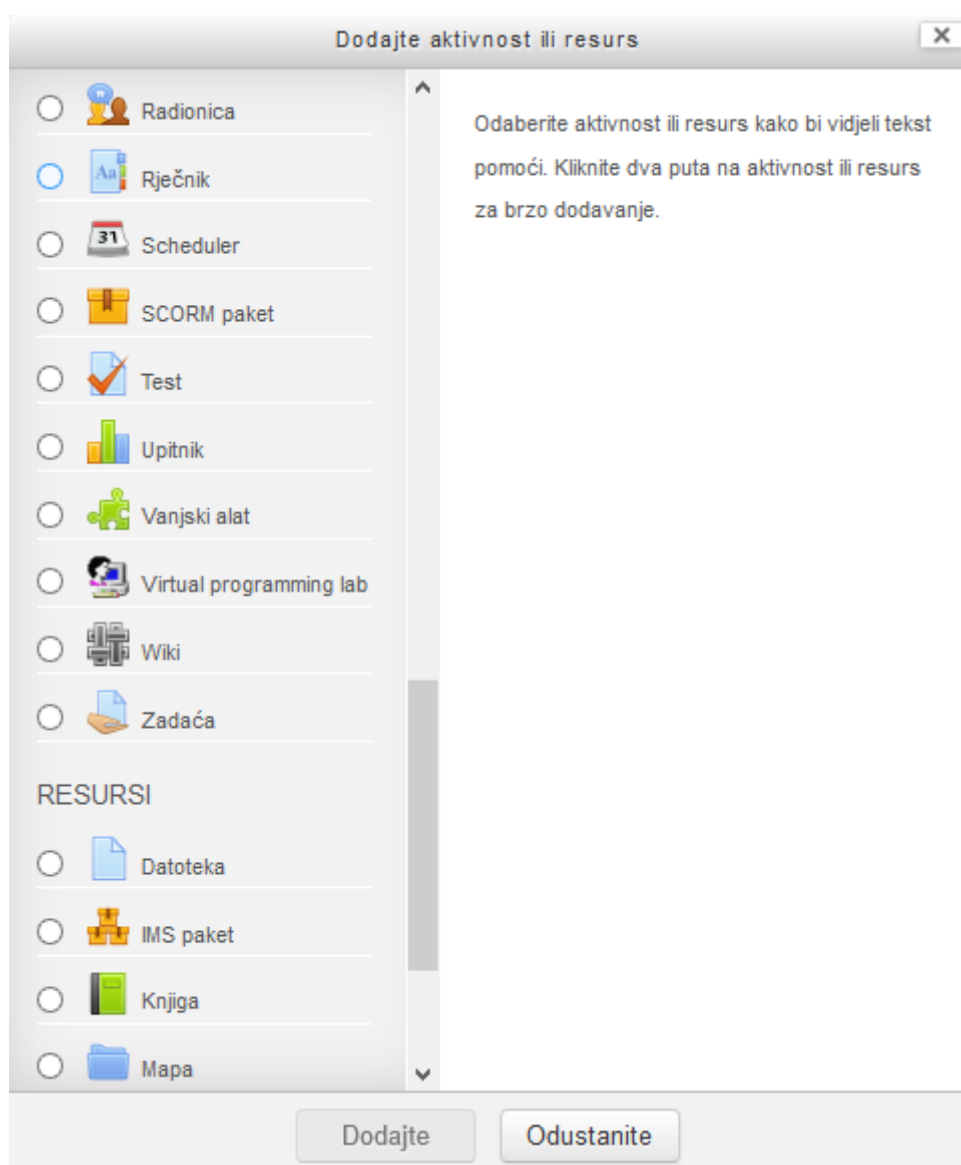 Dodajte aktivnost ili resurs
Radionica
Odaberite aktivnost ili resurs kako bi vidjeli tekst
pomoći. Kliknite dva puta na aktivnost ili resurs
za brzo dodavanje.
Aa
Rječnik
31
Scheduler
SCORM paket
Test
Upitnik
Vanjski alat
Virtual programming lab
Wiki
Zadaća
RESURSI
Datoteka
IMS paket
Knjiga
Mapa
Dodajte
Odustanite